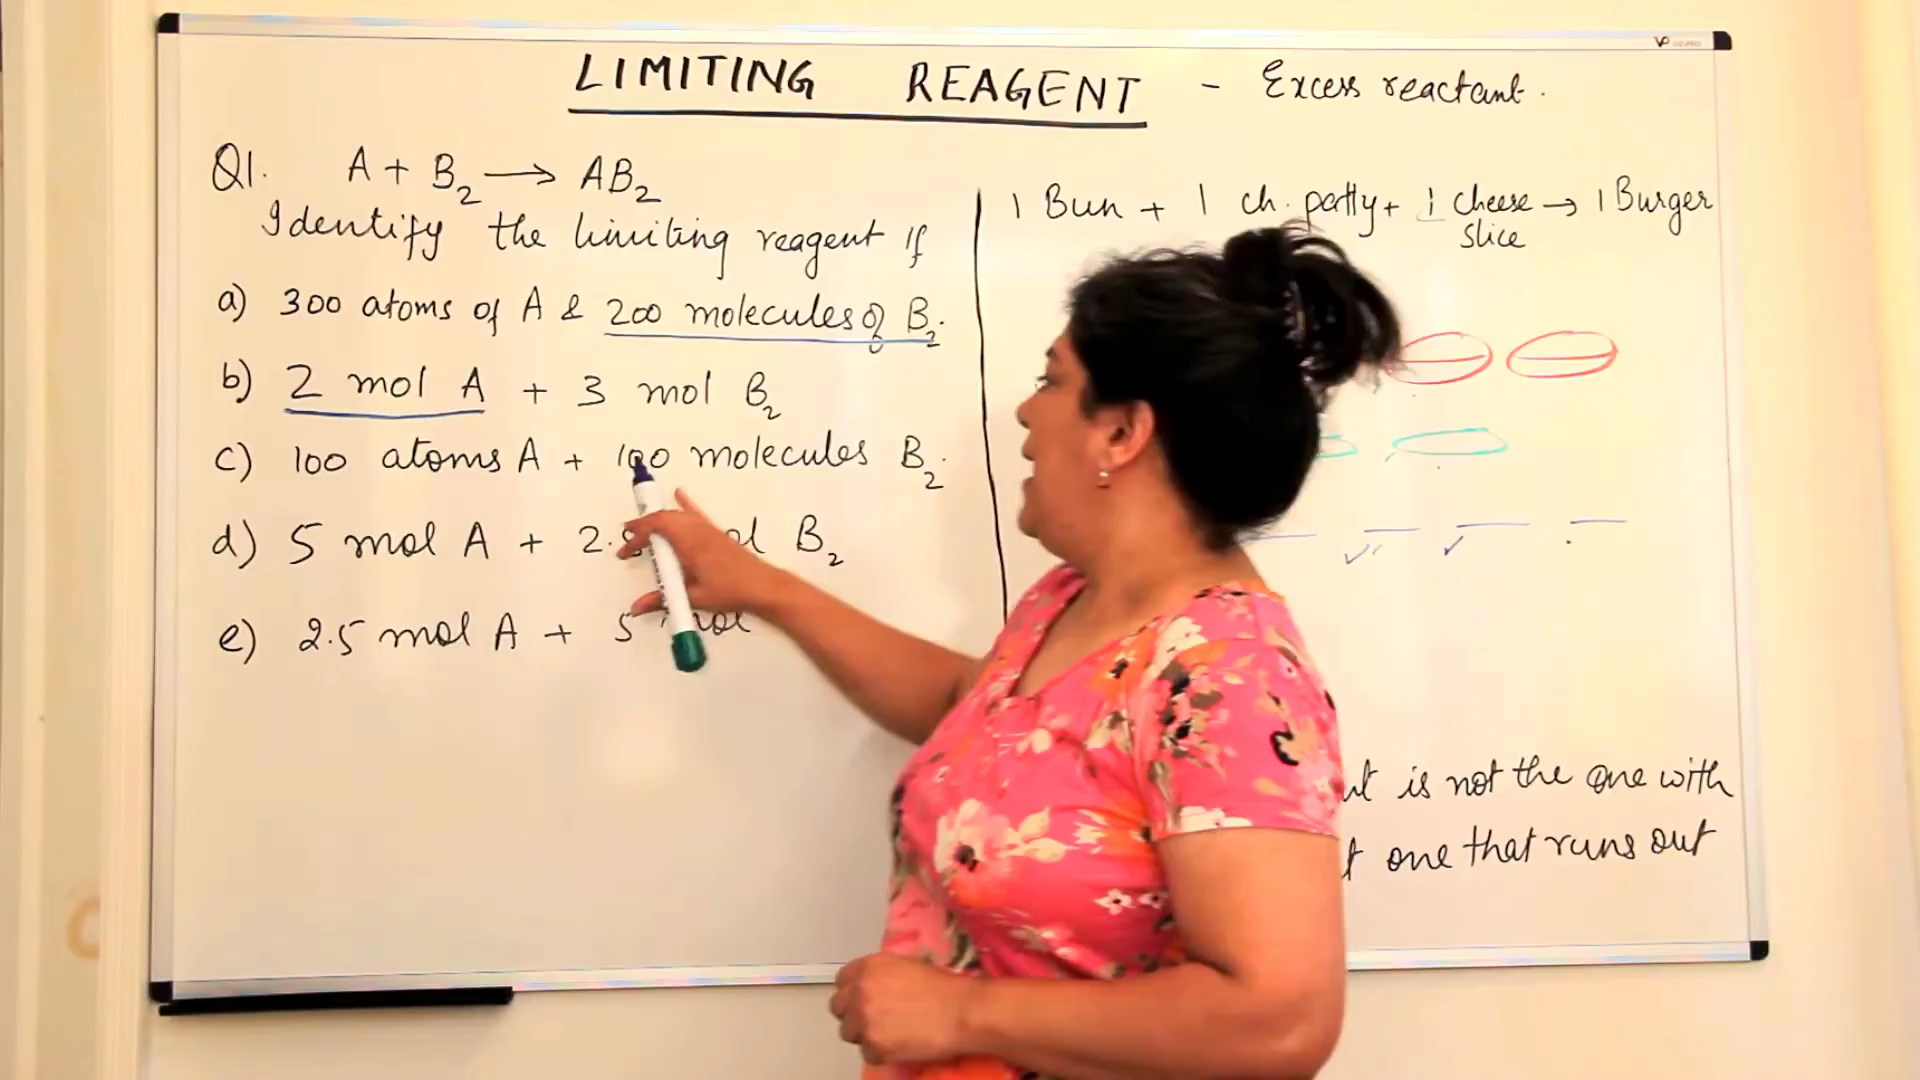 LIMITING REAGENT - Excess reactant.
Q1. A + B2 → AB2
Identify the limiting reagent if
a) 300 atoms of A & 200 molecules of B2.
b) 2 mol A + 3 mol B2
c) 100 atoms A + 100 molecules B2.
d) 5 mol A + B2
e) 2.5 mol A + 5 mol
1 Bun + 1 ch. patty + 1 cheese → 1 Burger
slice
is not the one with
one that runs out